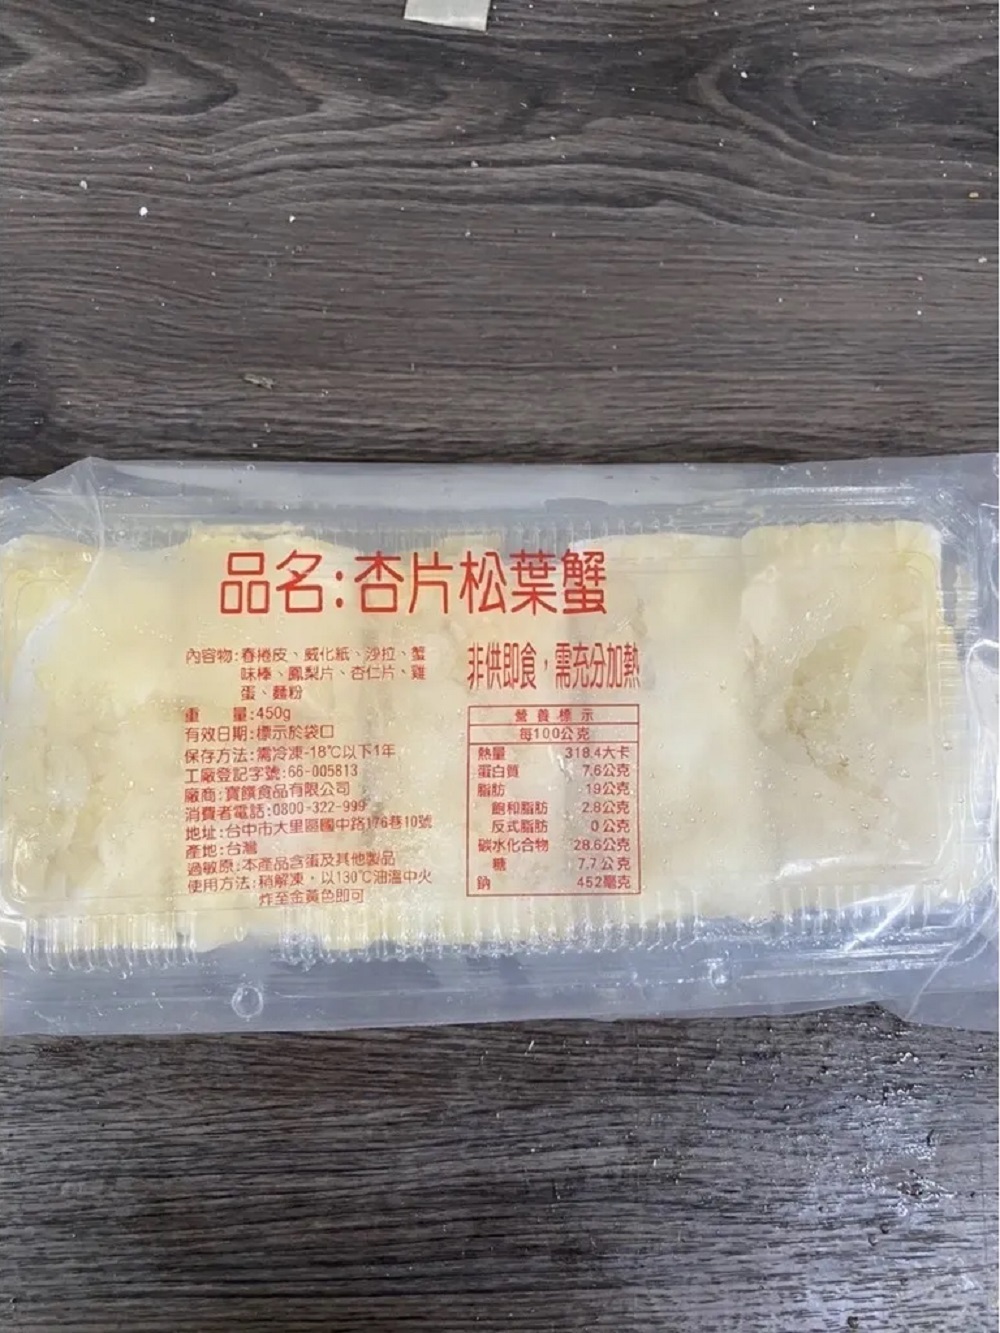 品名:杏片松葉蟹
內容物:春捲皮、威化紙、沙拉、蟹
味棒、鳳梨片、杏仁片、雞
蛋、麵粉
重　量:450g
有效日期:標示於袋口
保存方法:需冷凍-18℃以下1年
工廠登記字號:66-005813
廠商:寶饌食品有限公司
消費者電話:0800-322-999
地址:台中市大里區國中路176巷10號
產地:台灣
過敏原:本產品含蛋及其他製品
使用方法:稍解凍，以130℃油溫中火
炸至金黃色即可
非供即食，需充分加熱
營養標示
每100公克
熱量 318.4大卡
蛋白質 7.6公克
脂肪 19公克
飽和脂肪 2.8公克
反式脂肪 0公克
碳水化合物 28.6公克
糖 7.7公克
鈉 452毫克